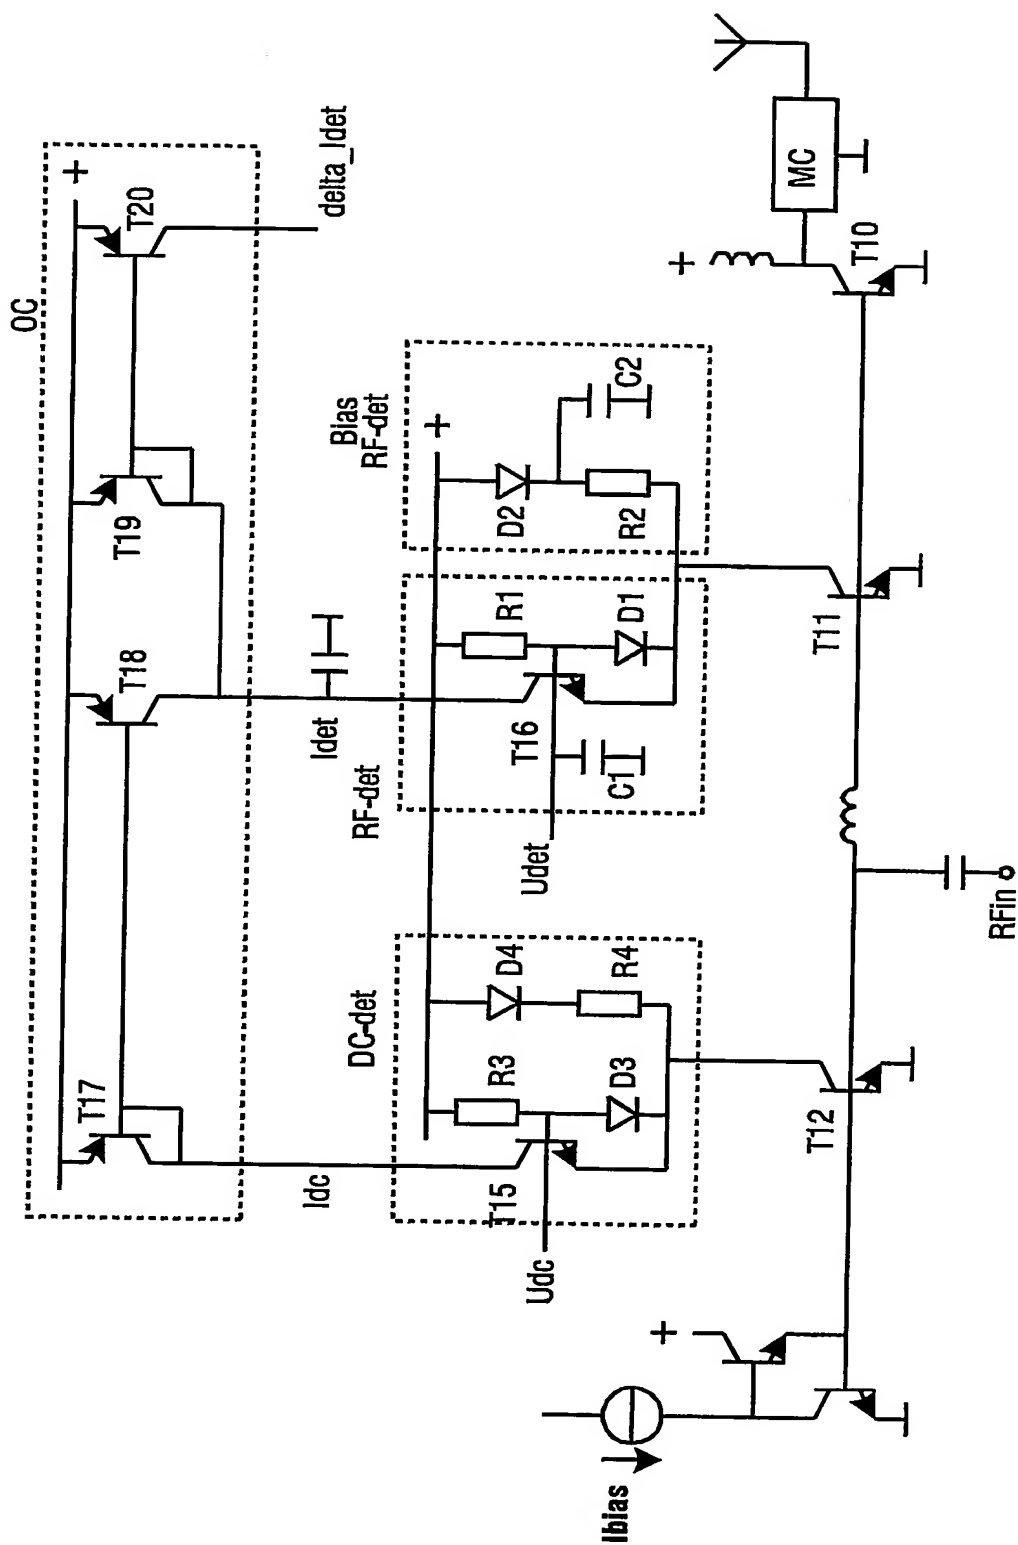 OC
+
T17
T18
T19
T20
delta_Idet
Idc
Idet
DC-det
RF-det
Bias
RF-det
+
R3
D4
R1
D2
C2
T15
D3
R4
T16
C1
D1
R2
Udc
Udet
Ibias
+
T12
T11
+
T10
MC
RFin